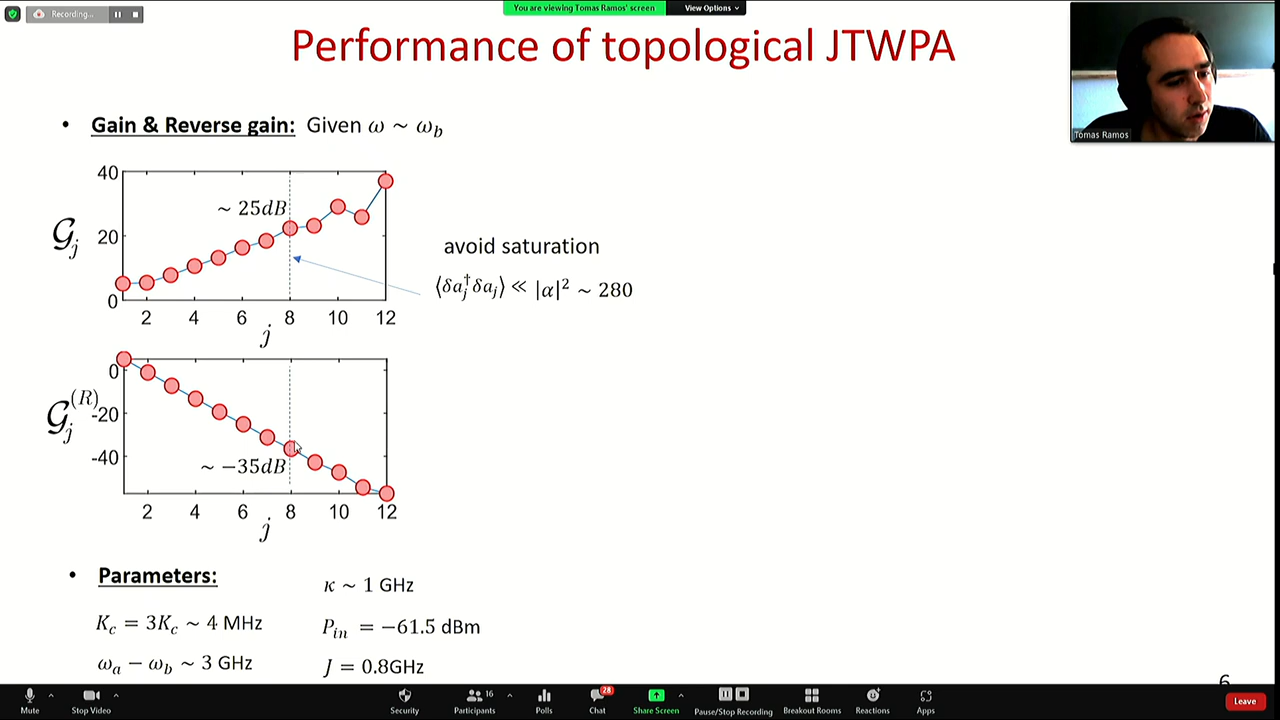 Recording...
You are viewing Tomas Ramos' screen
View Options
Performance of topological JTWPA
Tomas Ramos
• Gain & Reverse gain: Given ω ~ ω_b
40
20
0
𝒢_j
~ 25dB
2 4 6 8 10 12
j
avoid saturation
⟨δa_j^† δa_j⟩ ≪ |α|² ~ 280
0
-20
-40
𝒢_j^(R)
~ −35dB
2 4 6 8 10 12
j
• Parameters:
κ ~ 1 GHz
K_c = 3K_c ~ 4 MHz
P_in = −61.5 dBm
ω_a − ω_b ~ 3 GHz
J = 0.8GHz
6
Mute
Stop Video
Security
16
Participants
Polls
28
Chat
Share Screen
Pause/Stop Recording
Breakout Rooms
Reactions
Apps
Leave